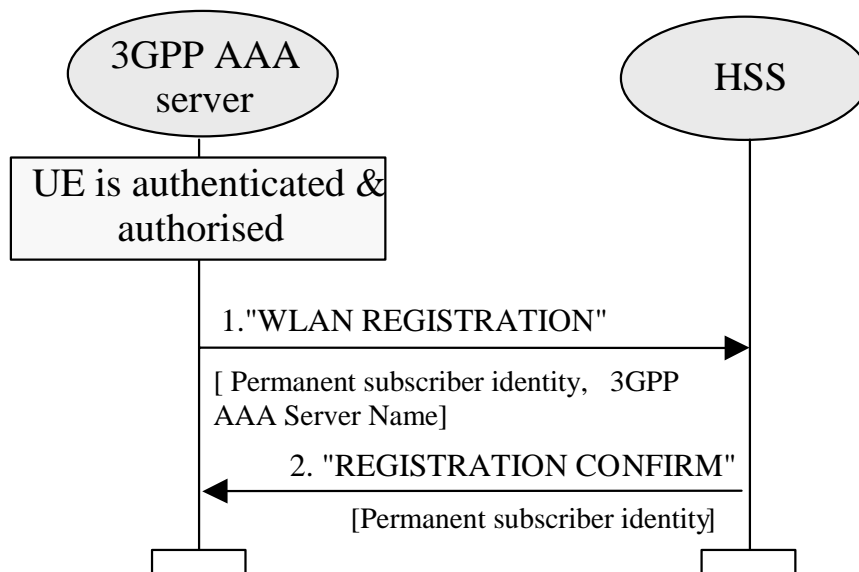 3GPP AAA
server
HSS
UE is authenticated &
authorised
1."WLAN REGISTRATION"
[ Permanent subscriber identity, 3GPP
AAA Server Name]
2. "REGISTRATION CONFIRM"
[Permanent subscriber identity]